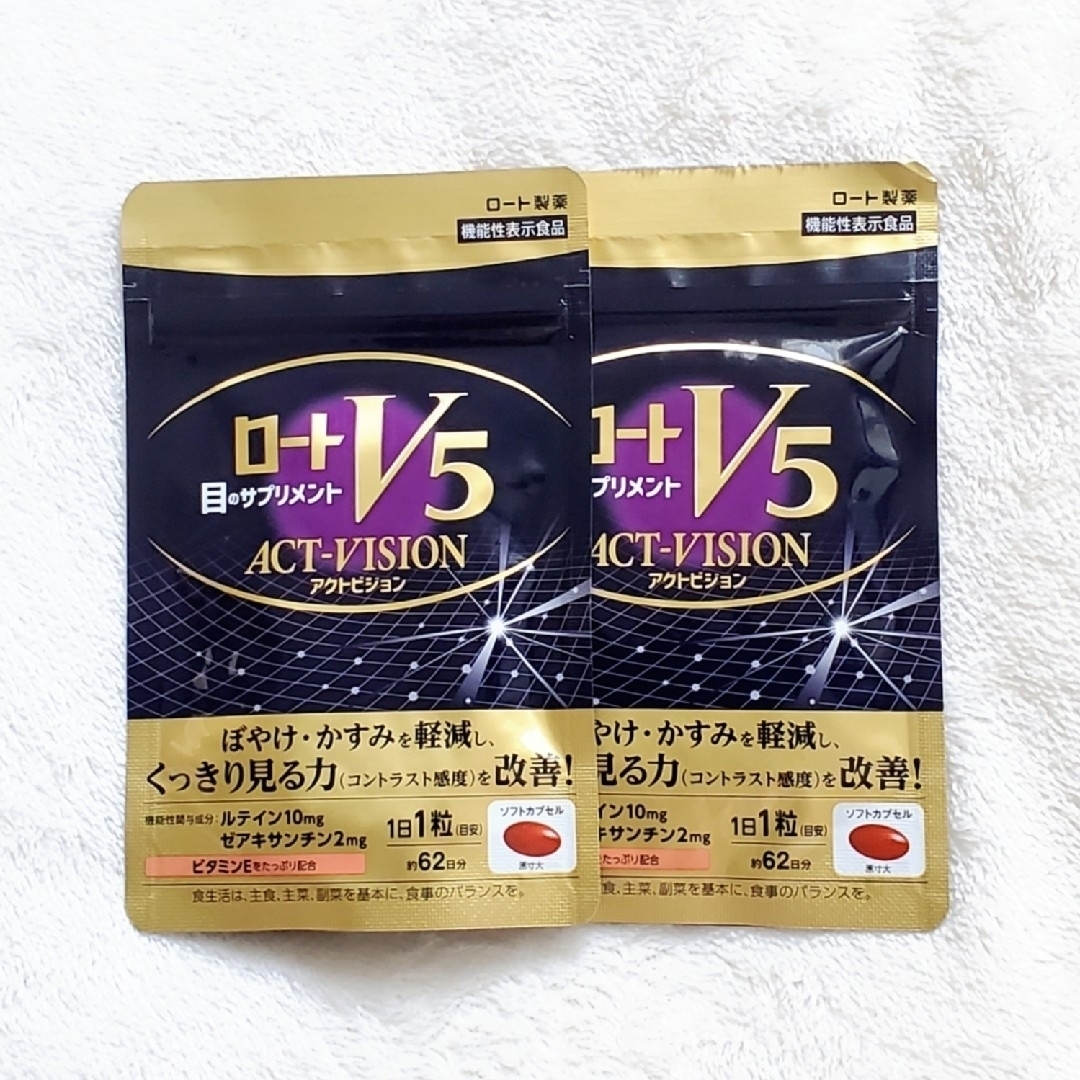 ロート製薬
機能性表示食品
ロートV5
目のサプリメント
ACT-VISION
アクトビジョン
ぼやけ・かすみを軽減し、
くっきり見る力(コントラスト感度)を改善!
機能性関与成分:ルテイン10mg
ゼアキサンチン2mg
ビタミンEをたっぷり配合
1日1粒(目安)
約62日分
ソフトカプセル
原寸大
食生活は、主食、主菜、副菜を基本に、食事のバランスを。
ロート製薬
機能性表示食品
ートV5
プリメント
ACT-VISION
アクトビジョン
やけ・かすみを軽減し、
見る力(コントラスト感度)を改善!
イン10mg
キサンチン2mg
たっぷり配合
1日1粒(目安)
約62日分
ソフトカプセル
原寸大
食、主菜、副菜を基本に、食事のバランスを。